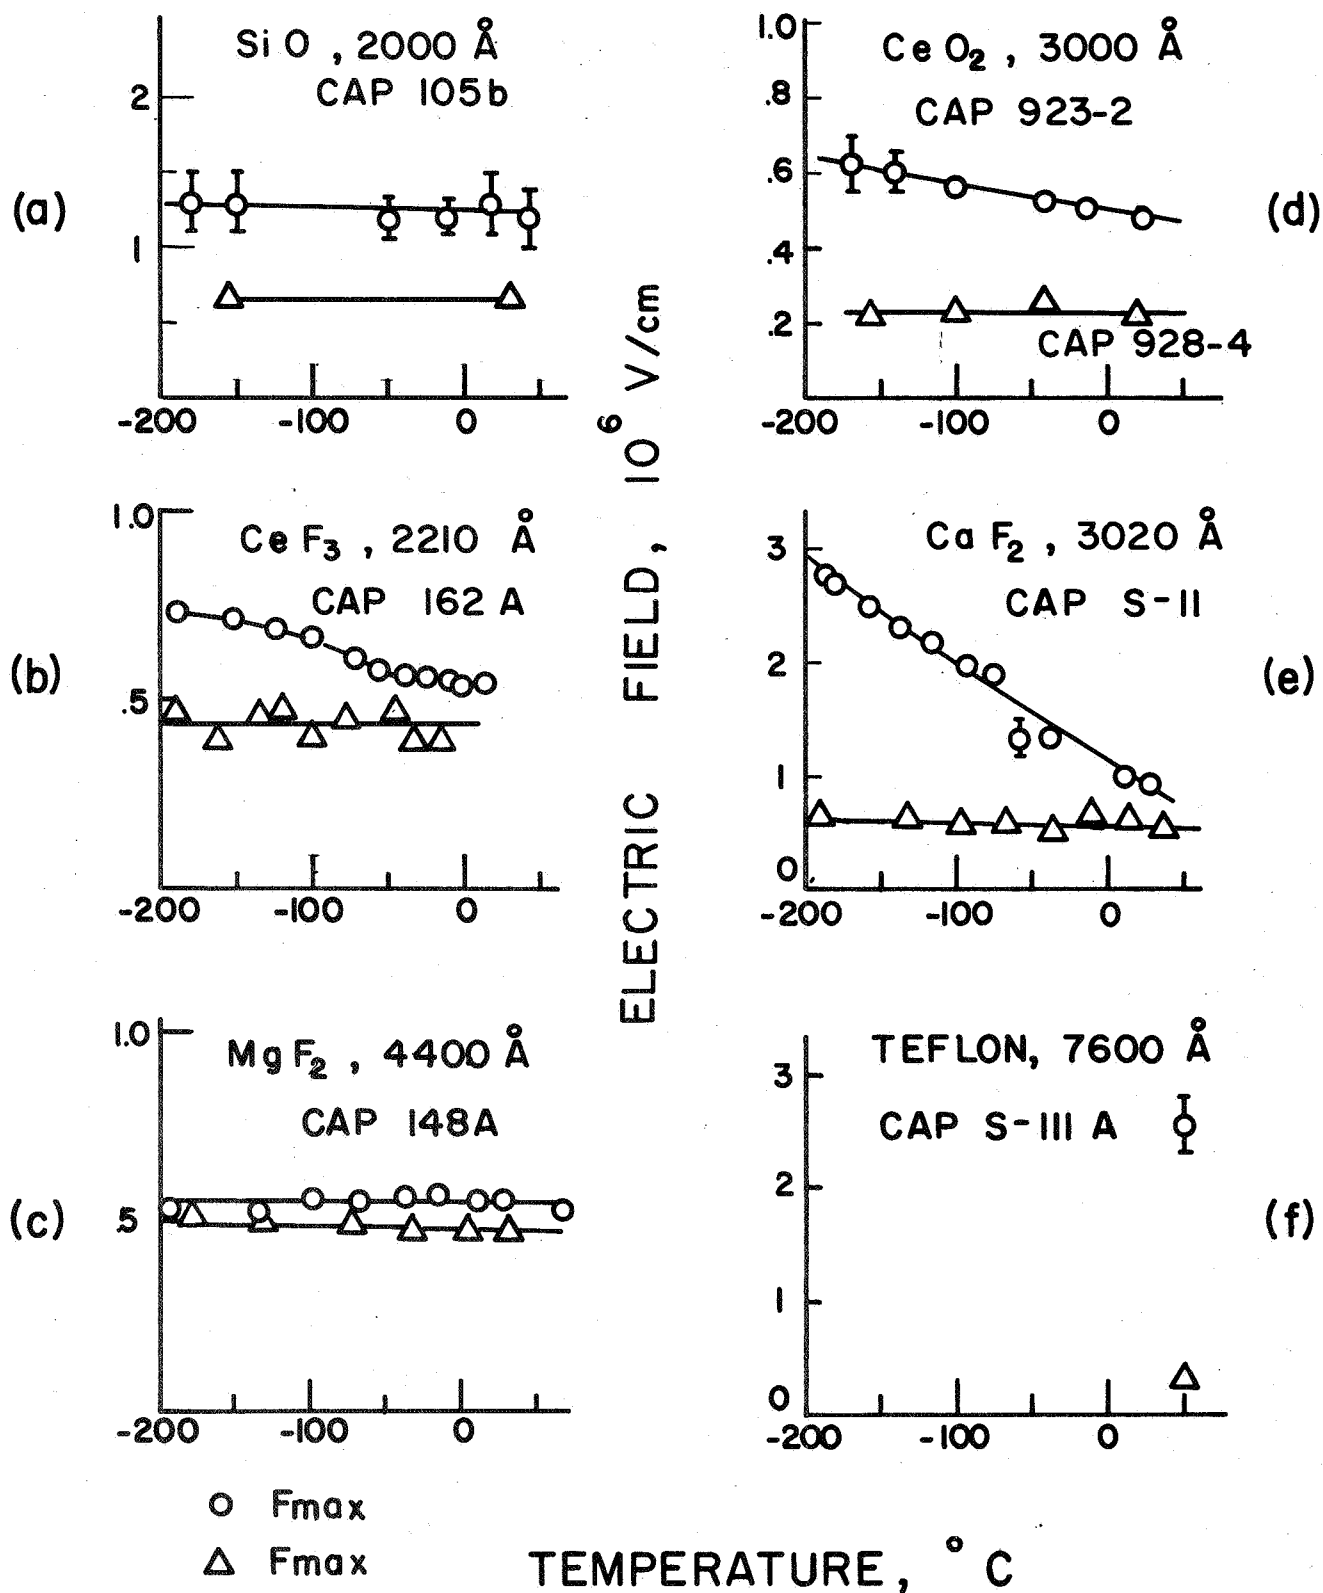 SiO , 2000 Å
CAP 105b
2
1
(a)
-200
-100
0
1.0
CeO₂ , 3000 Å
.8
CAP 923-2
.6
.4
.2
CAP 928-4
(d)
-200
-100
0
1.0
CeF₃ , 2210 Å
CAP 162 A
.5
(b)
-200
-100
0
3
CaF₂ , 3020 Å
CAP S-II
2
1
0
(e)
-200
-100
0
1.0
MgF₂ , 4400 Å
CAP 148A
.5
(c)
-200
-100
0
TEFLON, 7600 Å
3
CAP S-III A
2
1
0
(f)
-200
-100
0
ELECTRIC FIELD, 10⁶ V/cm
Fmax
Fmax
TEMPERATURE, °C